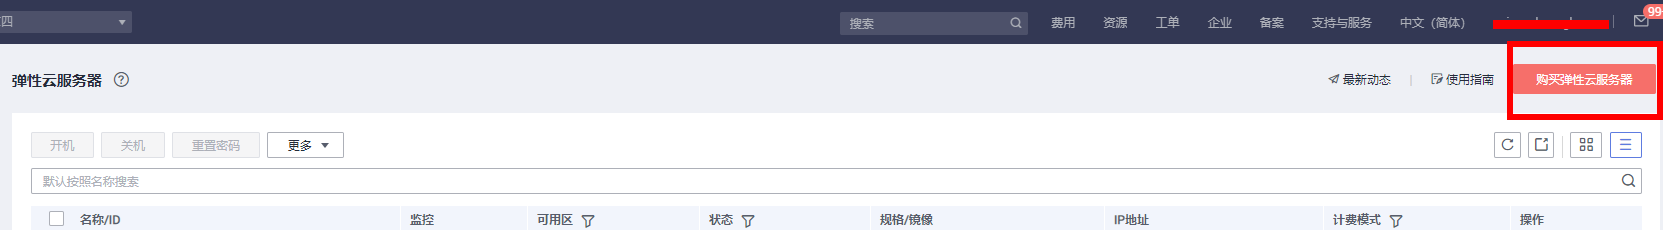 四 搜索 费用 资源 工单 企业 备案 支持与服务 中文（简体） 99+
弹性云服务器 最新动态 使用指南 购买弹性云服务器
开机 关机 重置密码 更多
默认按照名称搜索
名称/ID 监控 可用区 状态 规格/镜像 IP地址 计费模式 操作